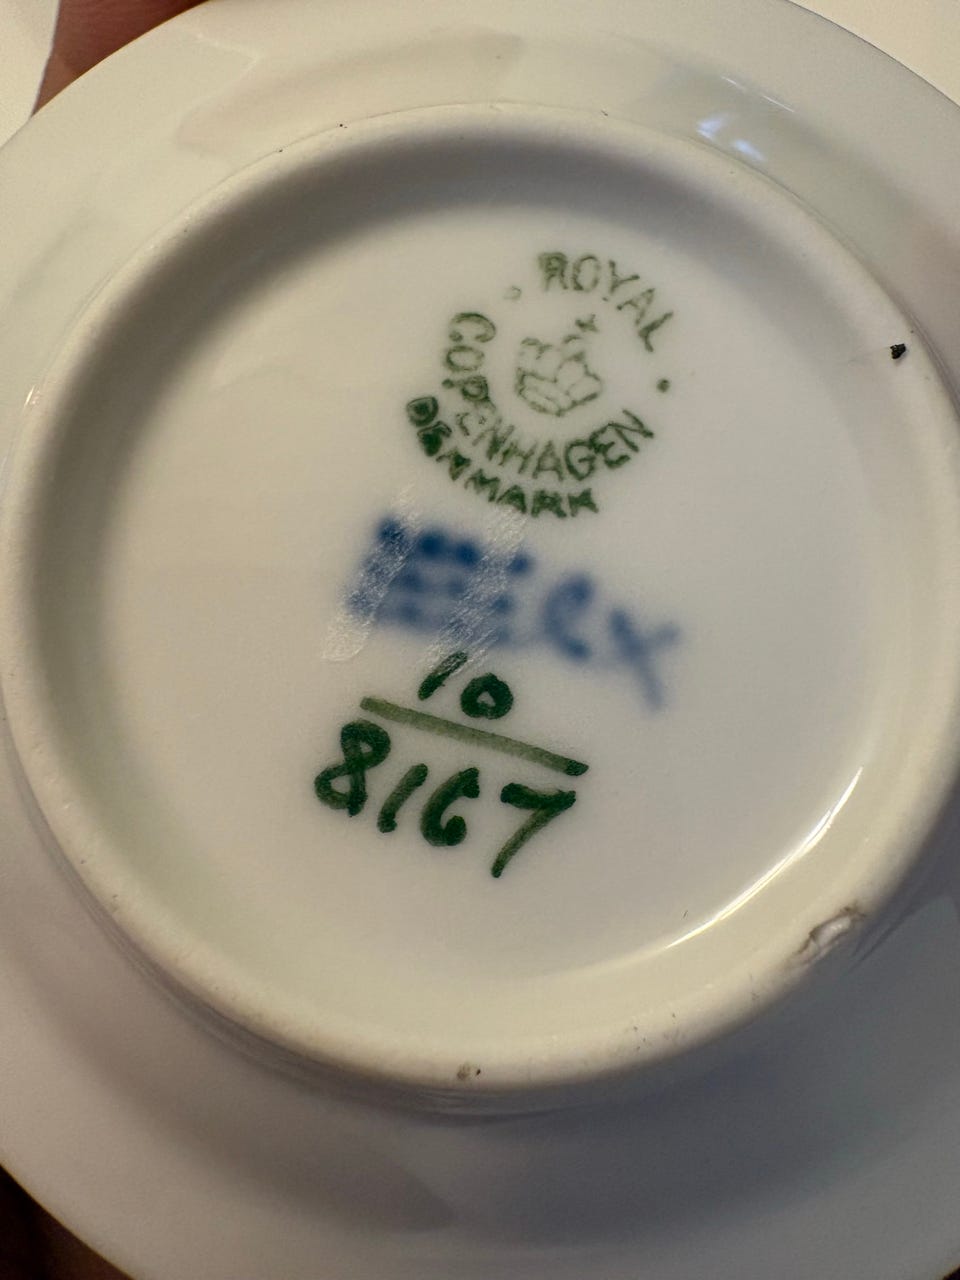 ROYAL
COPENHAGEN
DENMARK
10
8167